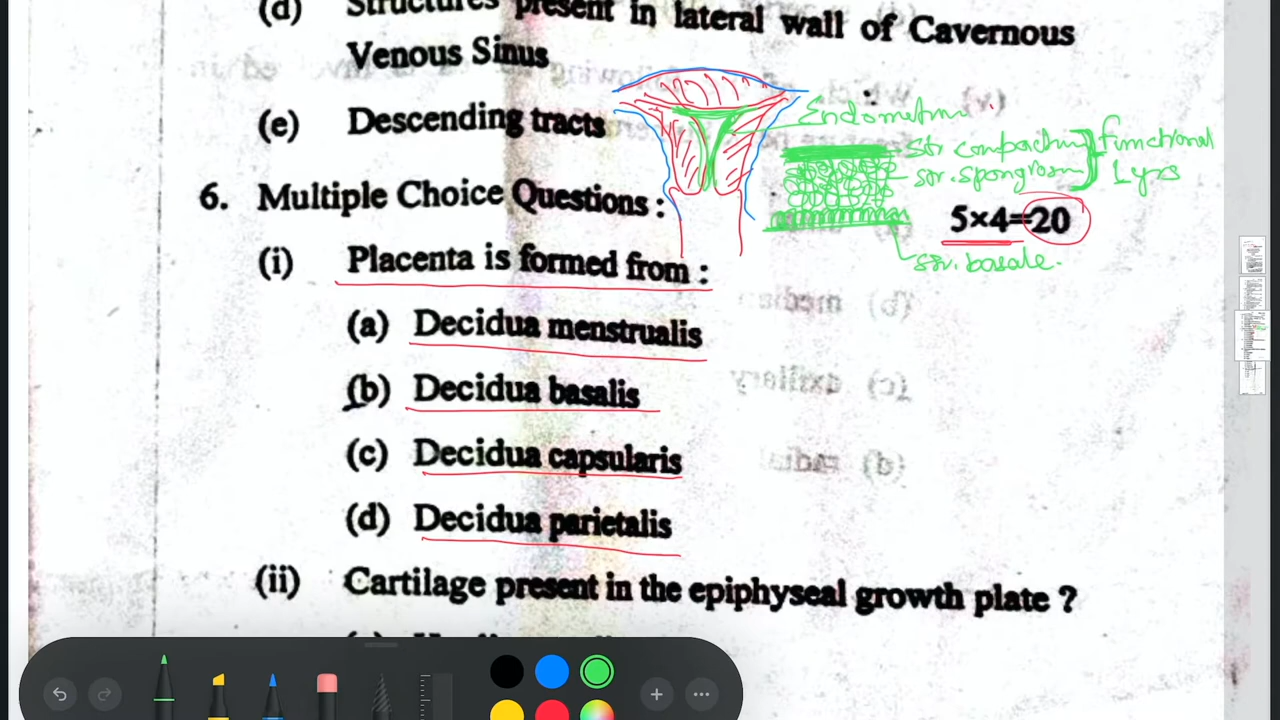 (d) Structures present in lateral wall of Cavernous
Venous Sinus
(e) Descending tracts
Endometriu
Str compactum
str. spongiosum
Functional
Lyrs
str. basale.
6. Multiple Choice Questions : 5×4=20
(i) Placenta is formed from :
(a) Decidua menstrualis
(b) Decidua basalis
(c) Decidua capsularis
(d) Decidua parietalis
(ii) Cartilage present in the epiphyseal growth plate ?